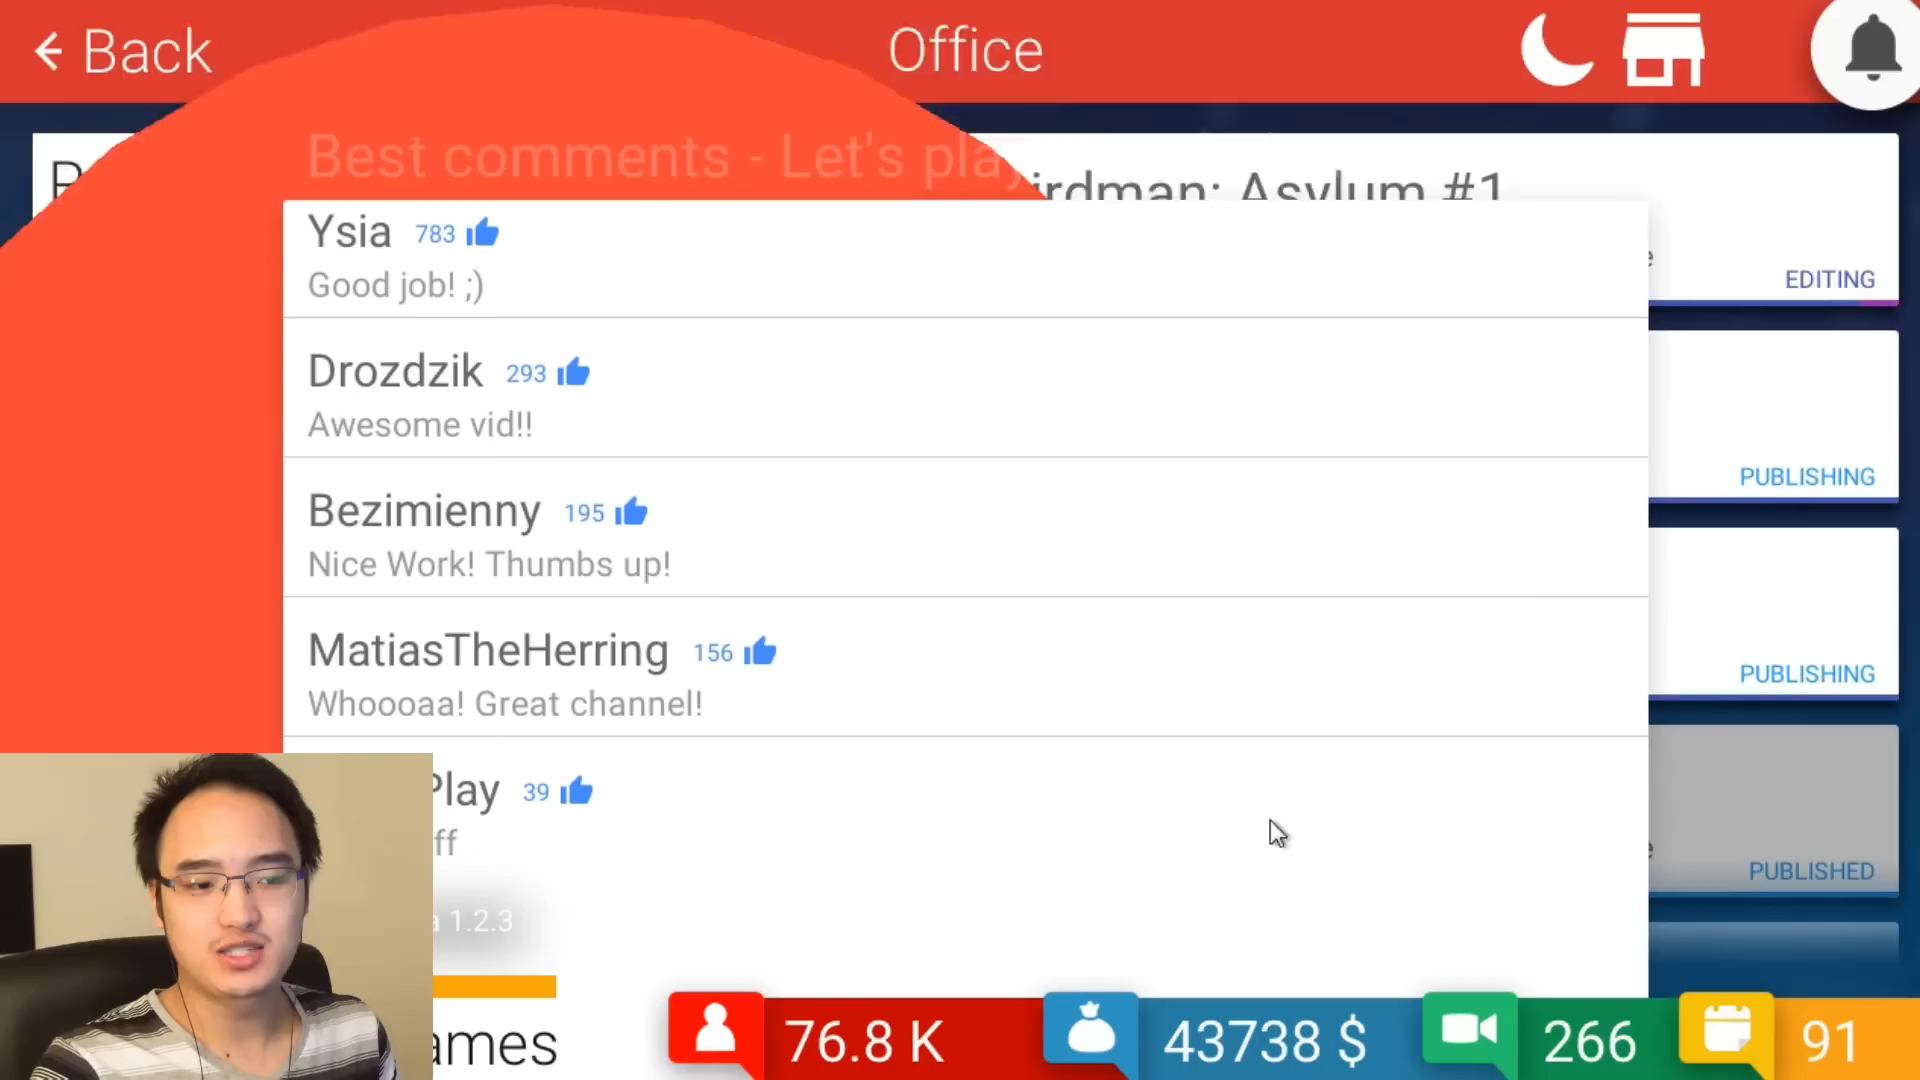 Back
Office
Best comments - Let's pla
irdman: Asylum #1
Ysia 783
Good job! ;)
EDITING
Drozdzik 293
Awesome vid!!
PUBLISHING
Bezimienny 195
Nice Work! Thumbs up!
MatiasTheHerring 156
Whoooaa! Great channel!
PUBLISHING
Play 39
ff
PUBLISHED
a 1.2.3
ames
76.8 K
43738 $
266
91